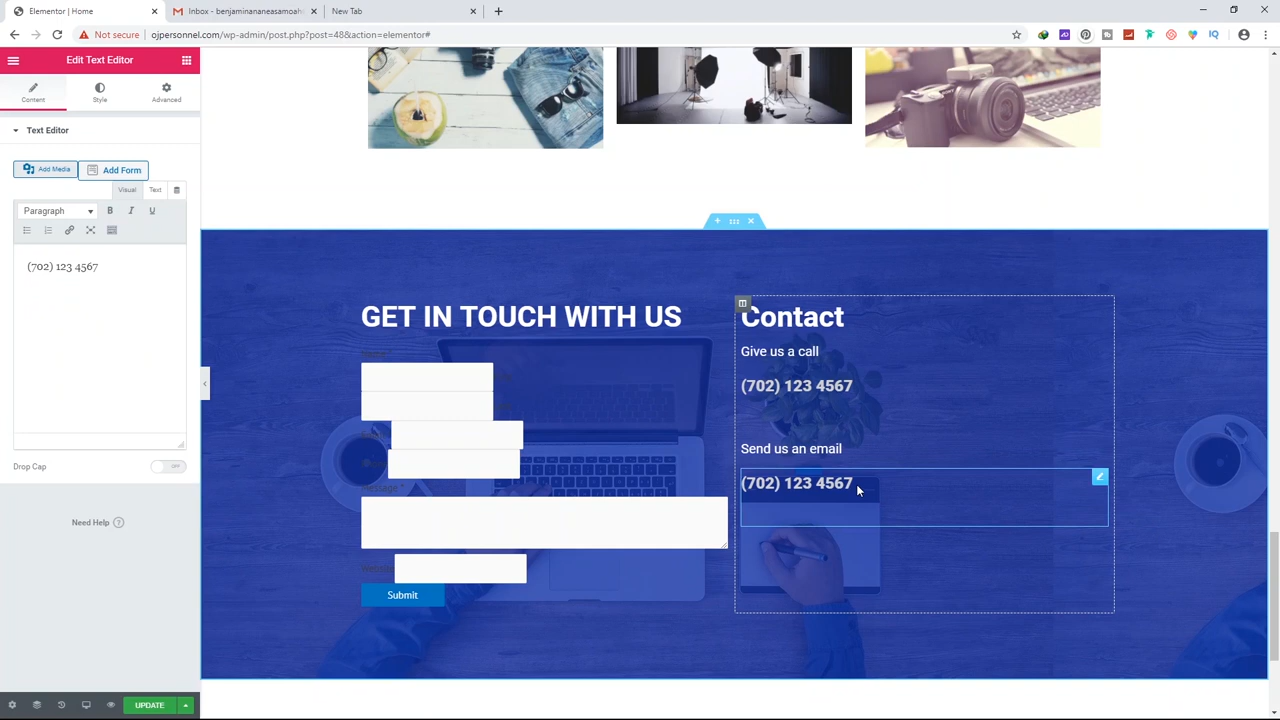 Elementor | Home
Inbox - benjaminananeasamoah
New Tab
Not secure | ojpersonnel.com/wp-admin/post.php?post=48&action=elementor#
Edit Text Editor
Content
Style
Advanced
Text Editor
Add Media
Add Form
Visual
Text
Paragraph
B
I
U
(702) 123 4567
Drop Cap
OFF
Need Help
UPDATE
GET IN TOUCH WITH US
Name
Message *
Submit
Contact
Give us a call
(702) 123 4567
Send us an email
(702) 123 4567